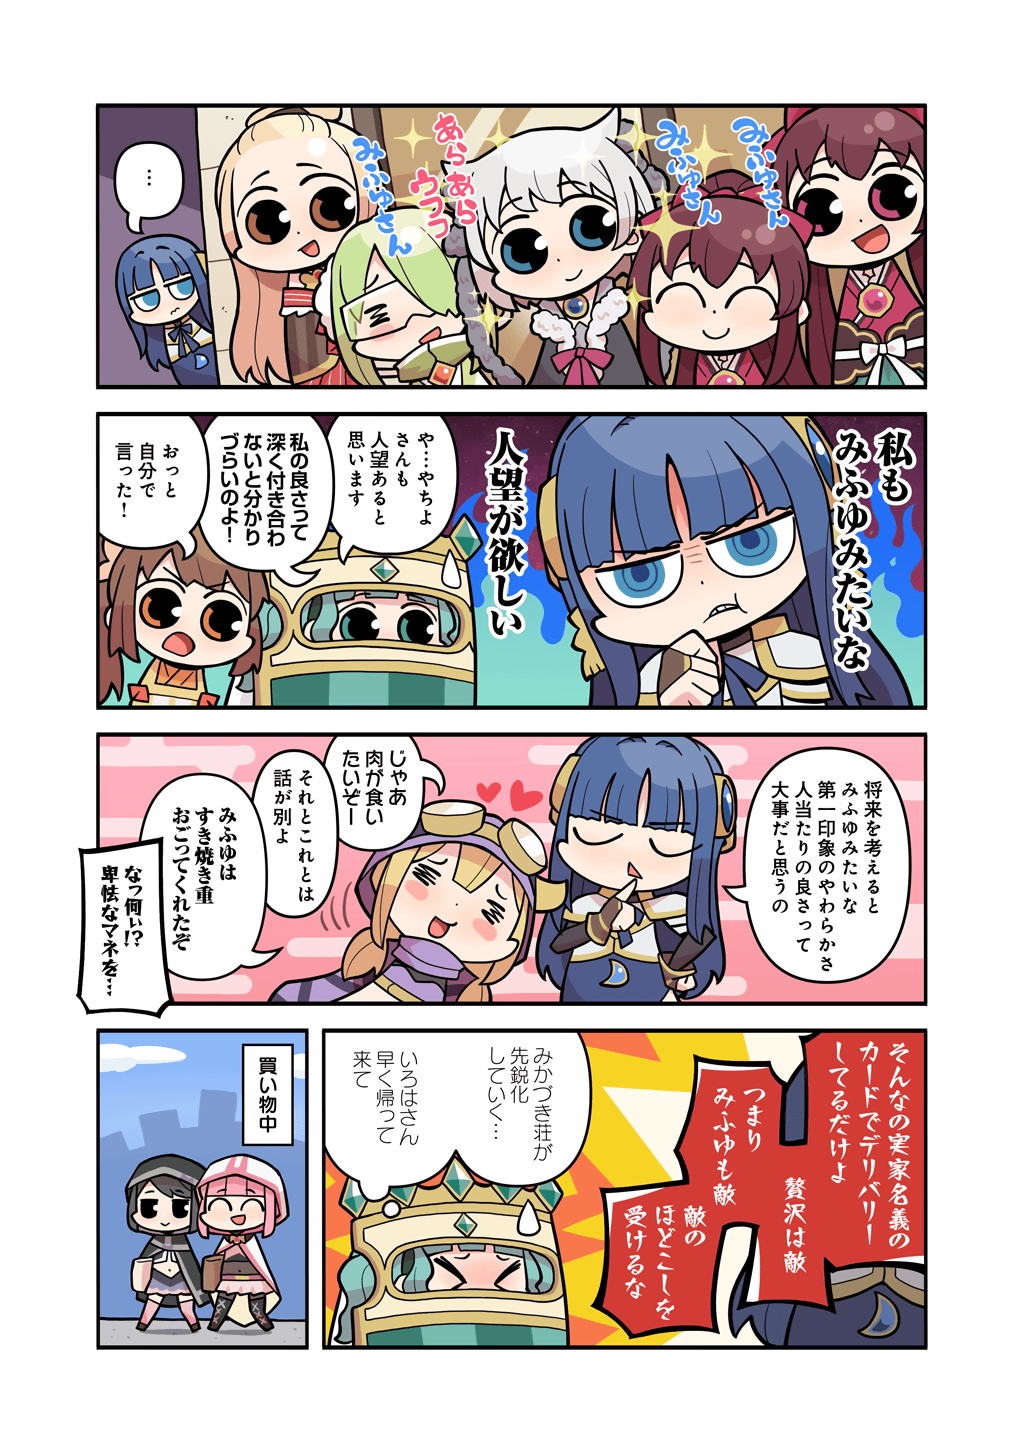 みふゆさん
みふゆさん
あらあら
ウフフ
みふゆさん
…
私も
みふゆみたいな
人望が欲しい
や…やちよ
さんも
人望あると
思います
私の良さって
深く付き合わ
ないと分かり
づらいのよ！
おっと
自分で
言った！
将来を考えると
みふゆみたいな
第一印象のやわらかさ
人当たりの良さって
大事だと思うの
じゃあ
肉が食い
たいぞー
それとこれとは
話が別よ
みふゆは
すき焼き重
おごってくれたぞ
なっ何ぃ!?
卑怯なマネを…
そんなの実家名義の
カードでデリバリー
してるだけよ
贅沢は敵
つまり
みふゆも敵
敵の
ほどこしを
受けるな
みかづき荘が
先鋭化
していく…
いろはさん
早く帰って
来て
買い物中